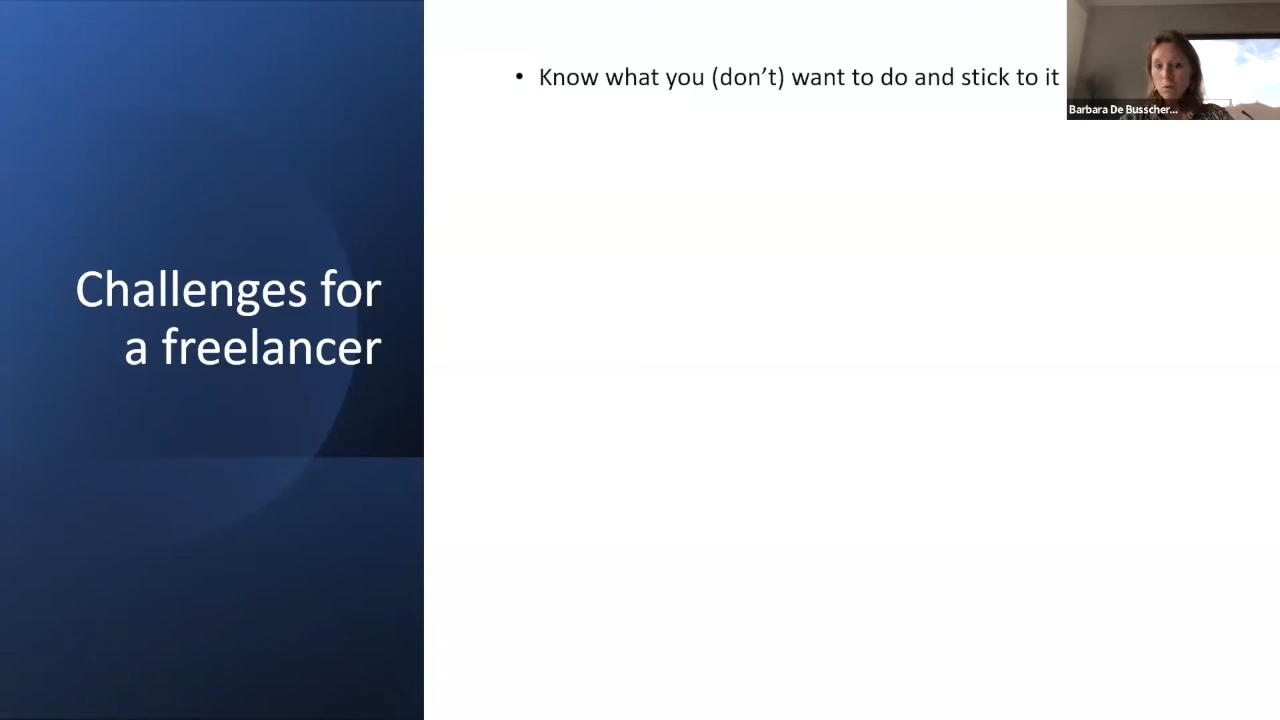 Challenges for
a freelancer
• Know what you (don’t) want to do and stick to it
Barbara De Busscher...